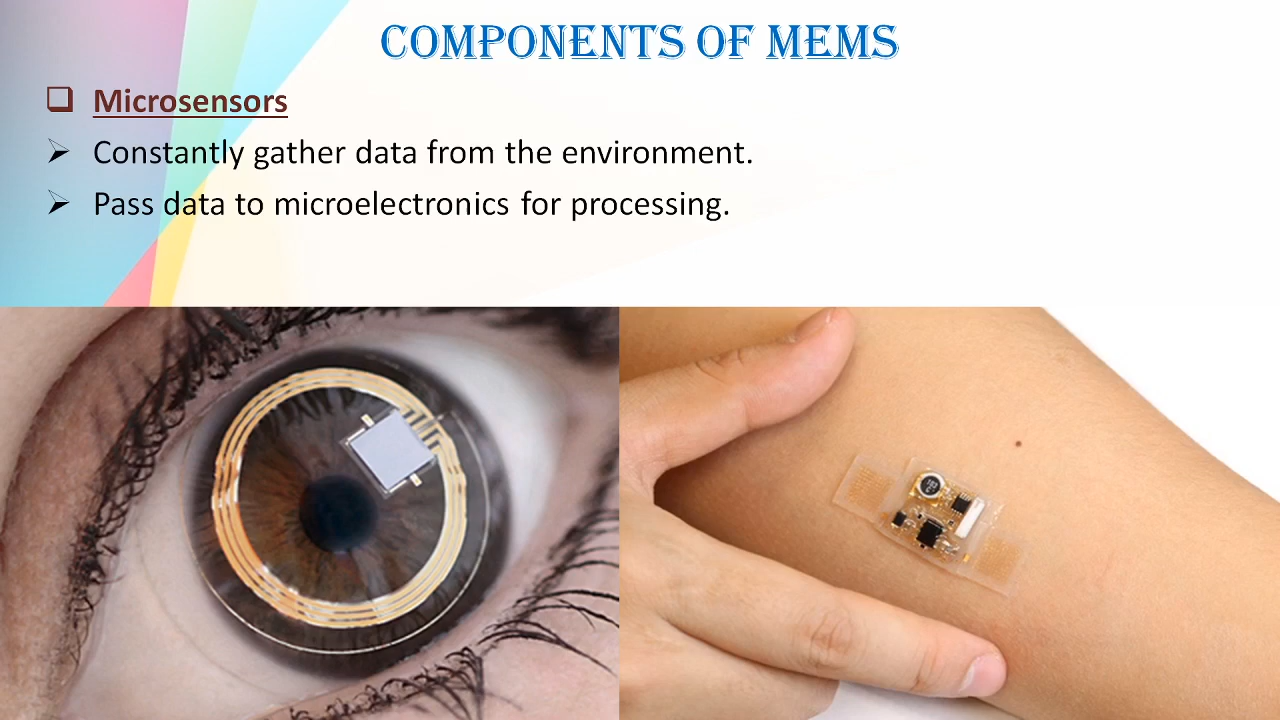 COMPONENTS OF MEMS
Microsensors
Constantly gather data from the environment.
Pass data to microelectronics for processing.